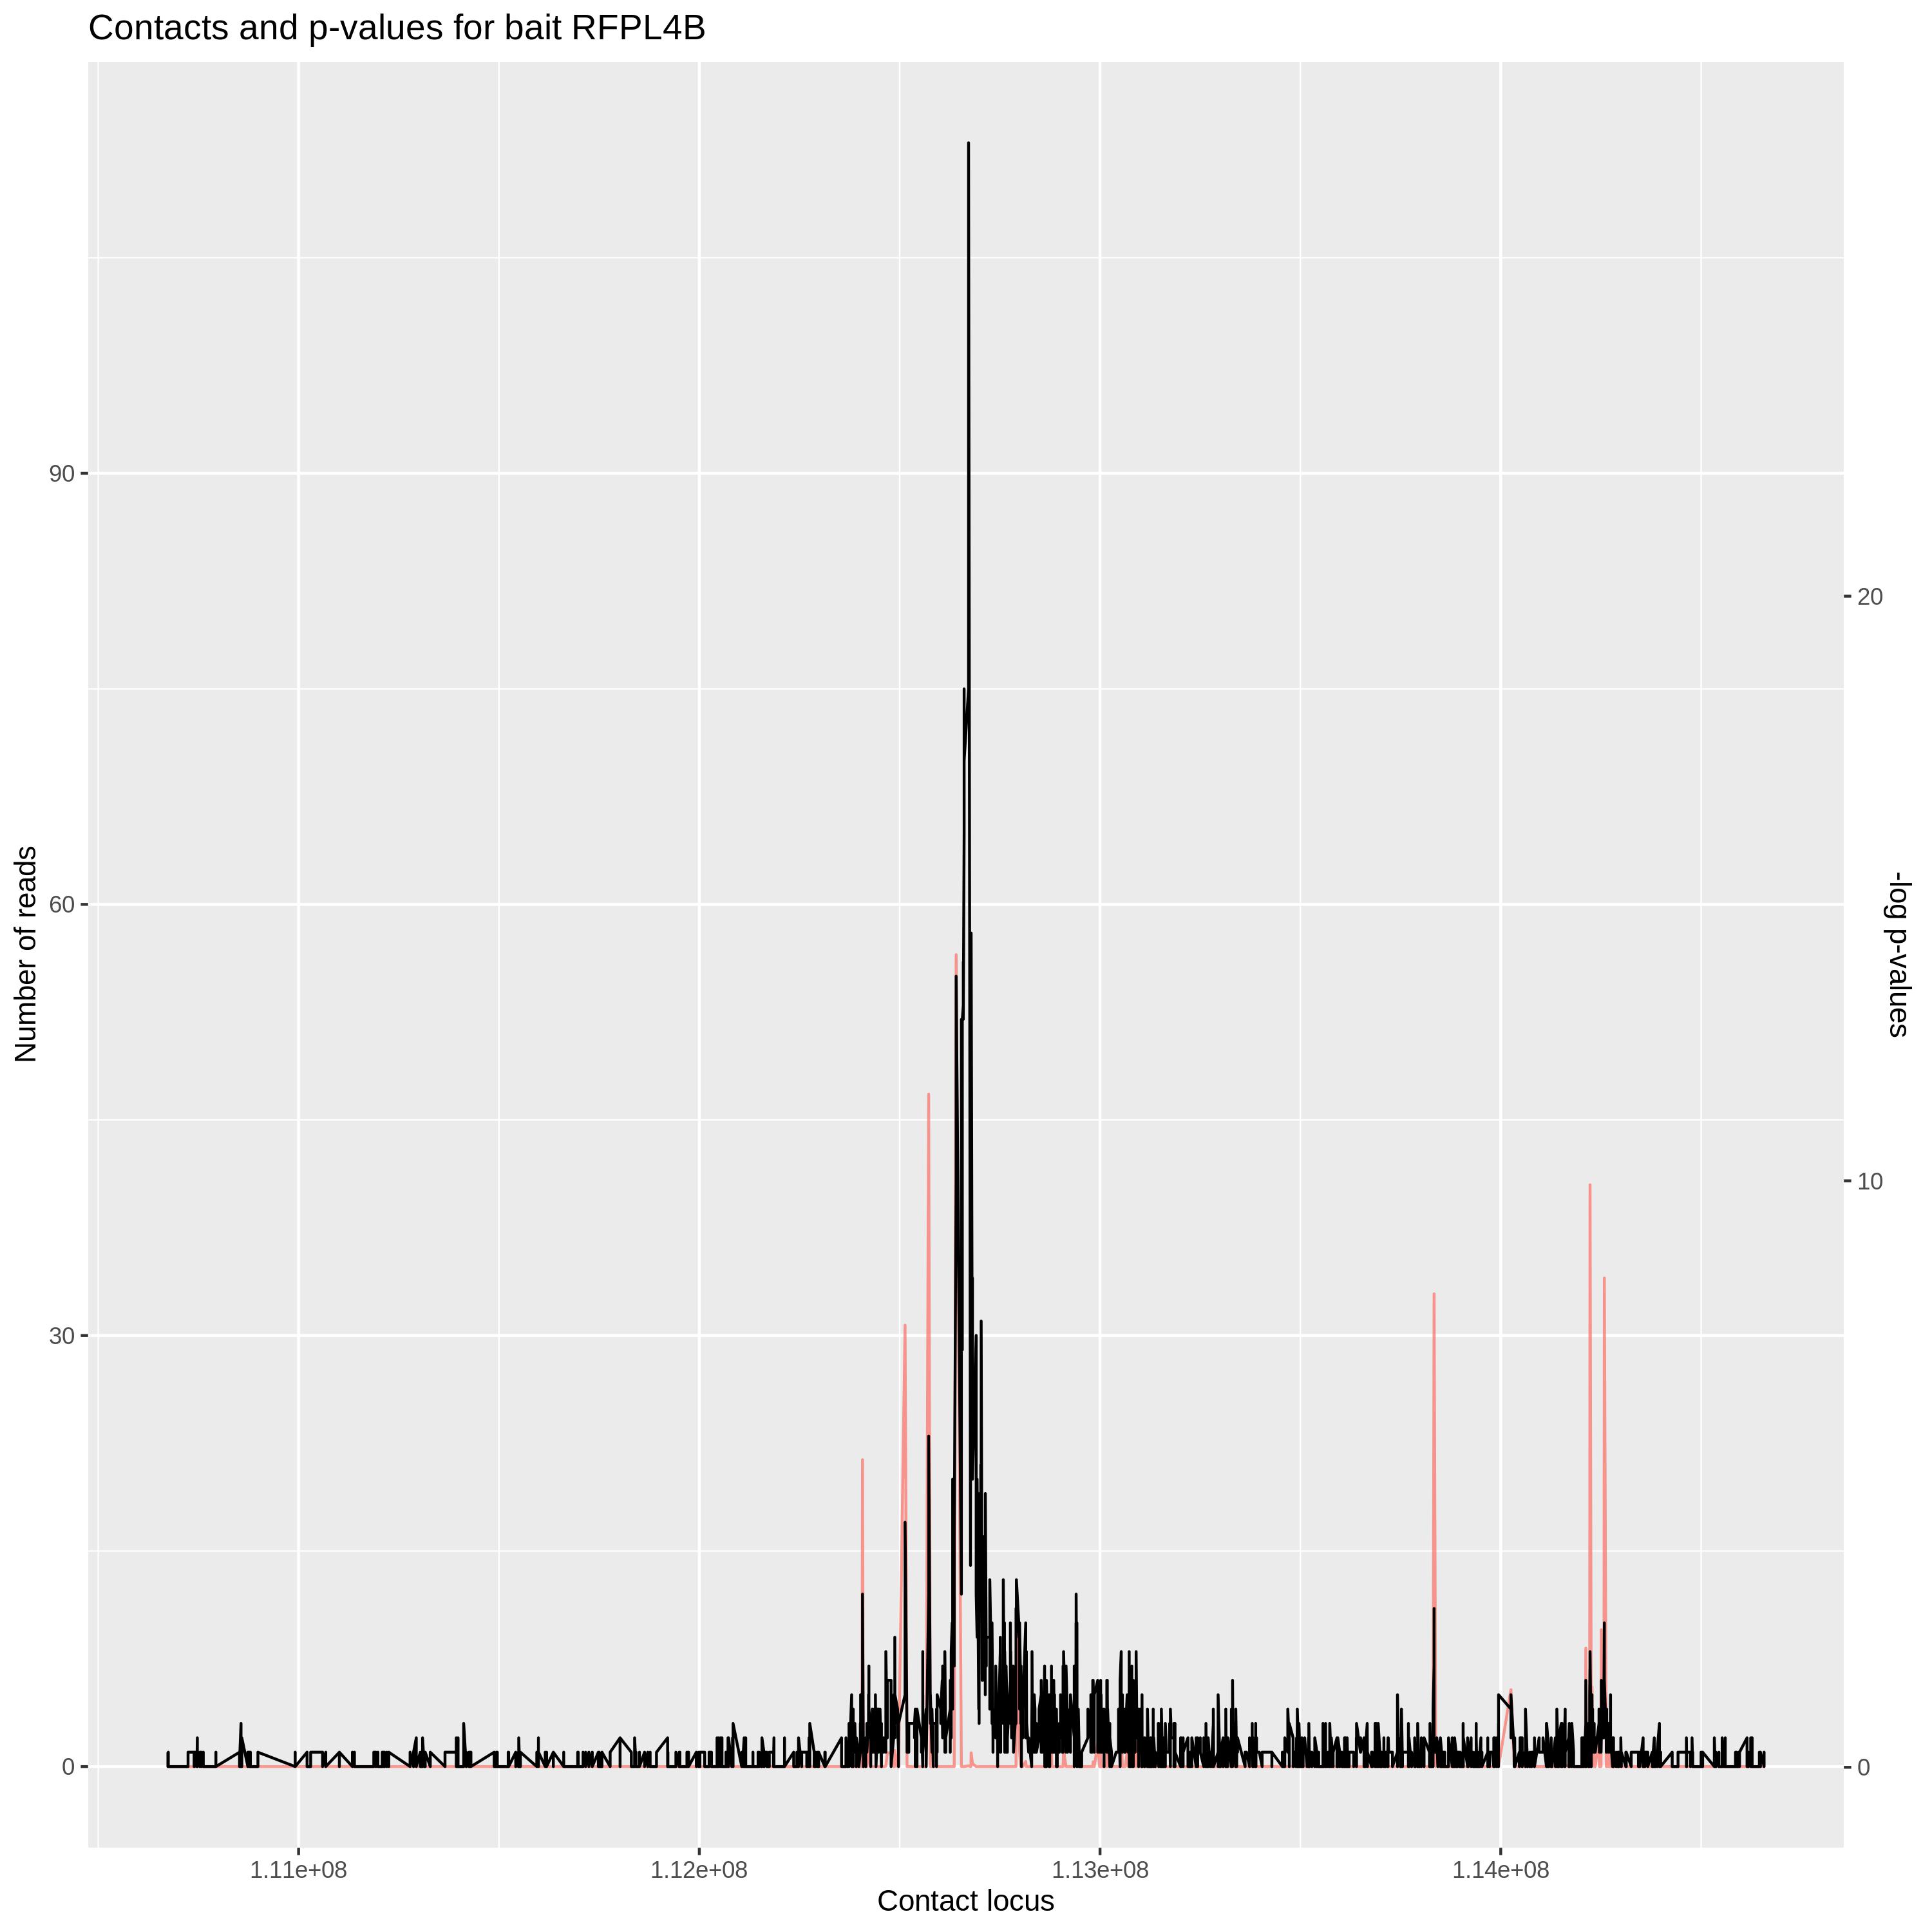 Contacts and p-values for bait RFPL4B
Number of reads
90
60
30
0
20
10
0
-log p-values
1.11e+08 1.12e+08 1.13e+08 1.14e+08
Contact locus